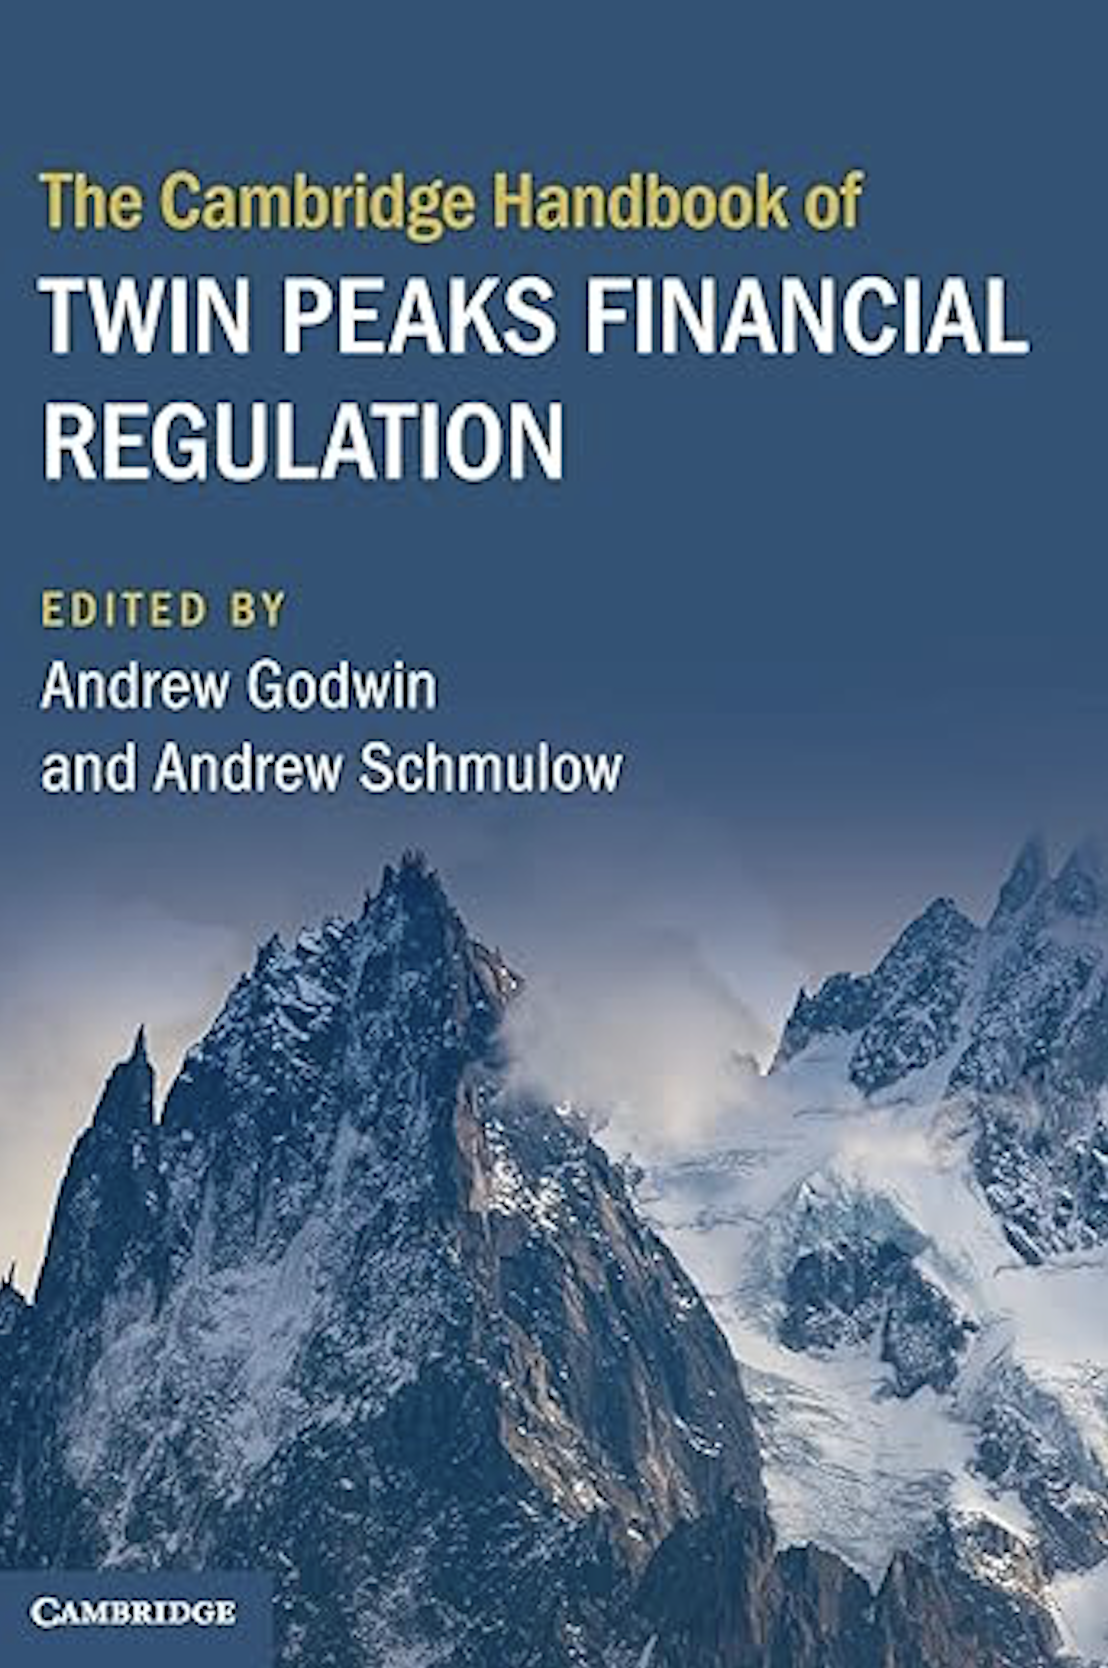 The Cambridge Handbook of
TWIN PEAKS FINANCIAL
REGULATION
EDITED BY
Andrew Godwin
and Andrew Schmulow
CAMBRIDGE